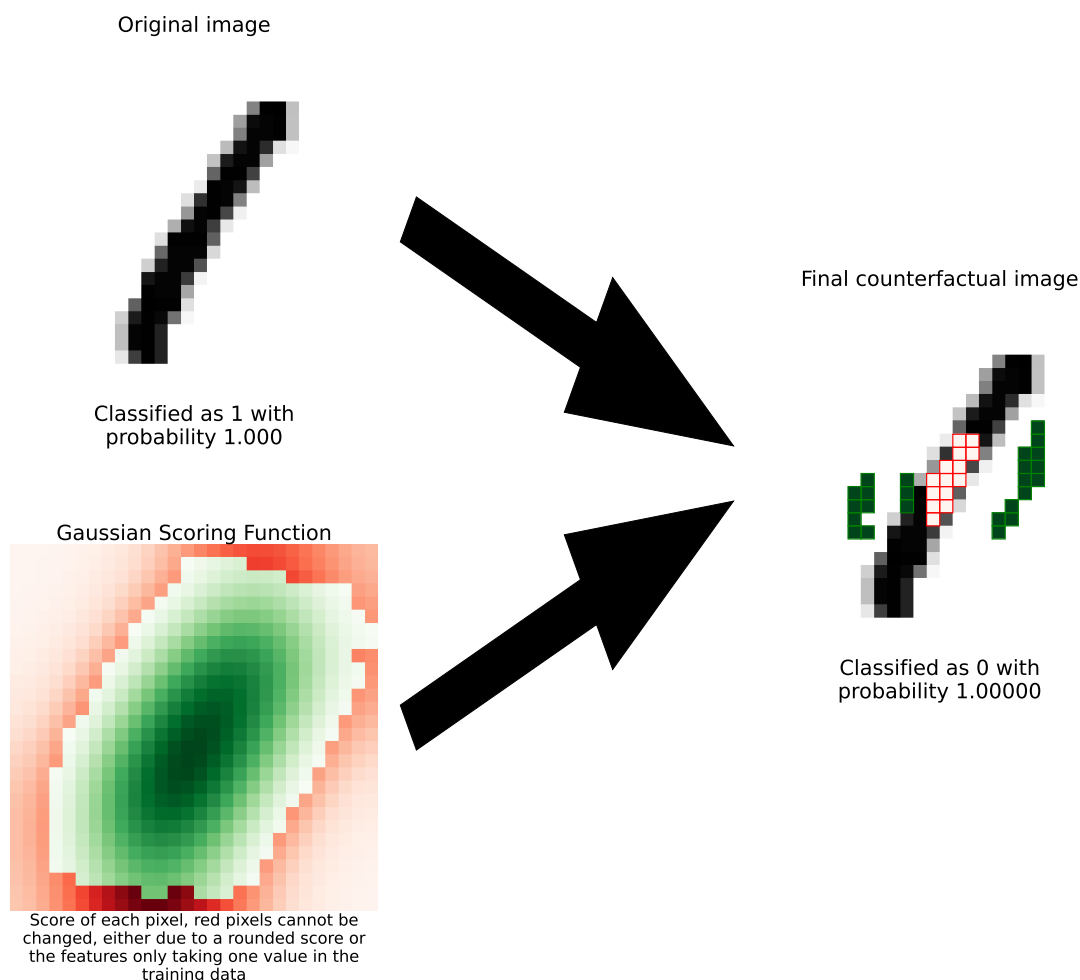 Original image
Classified as 1 with
probability 1.000
Gaussian Scoring Function
Score of each pixel, red pixels cannot be
changed, either due to a rounded score or
the features only taking one value in the
training data
Final counterfactual image
Classified as 0 with
probability 1.00000